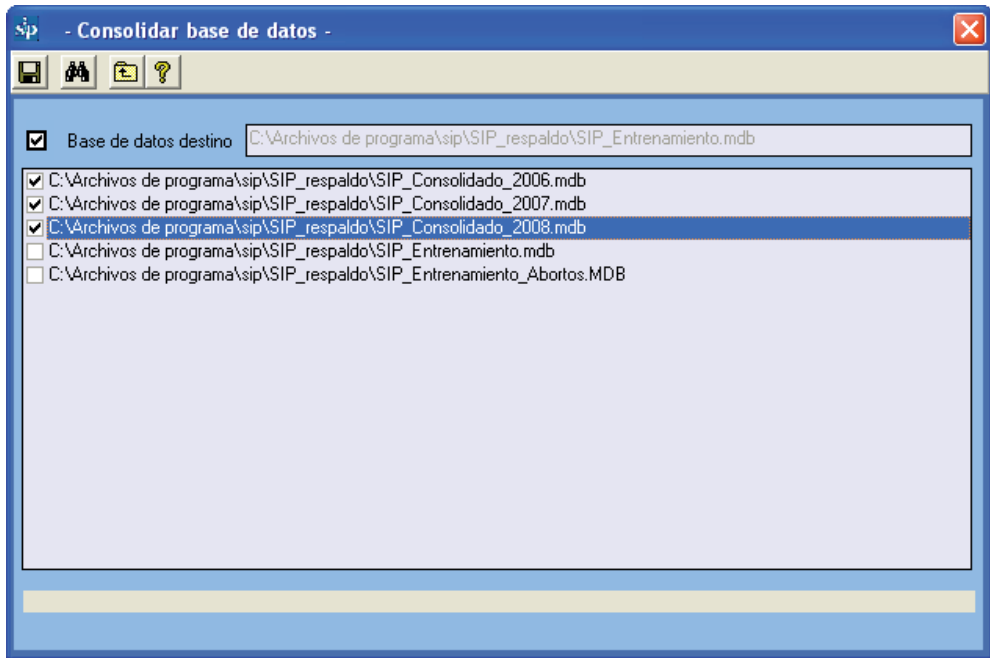 sip - Consolidar base de datos -
Base de datos destino C:\Archivos de programa\sip\SIP_respaldo\SIP_Entrenamiento.mdb
C:\Archivos de programa\sip\SIP_respaldo\SIP_Consolidado_2006.mdb
C:\Archivos de programa\sip\SIP_respaldo\SIP_Consolidado_2007.mdb
C:\Archivos de programa\sip\SIP_respaldo\SIP_Consolidado_2008.mdb
C:\Archivos de programa\sip\SIP_respaldo\SIP_Entrenamiento.mdb
C:\Archivos de programa\sip\SIP_respaldo\SIP_Entrenamiento_Abortos.MDB